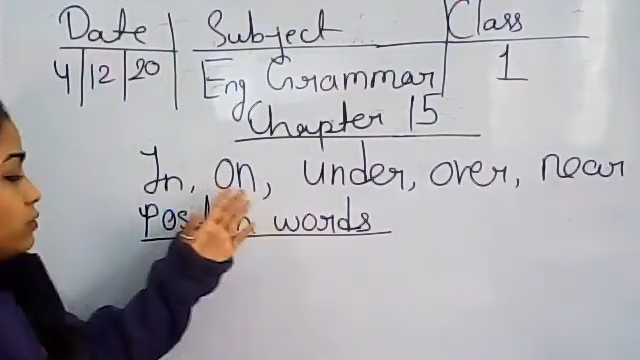 Date Subject Class
4 12 20 Eng Grammar 1
Chapter 15
In, on, under, over, near
words